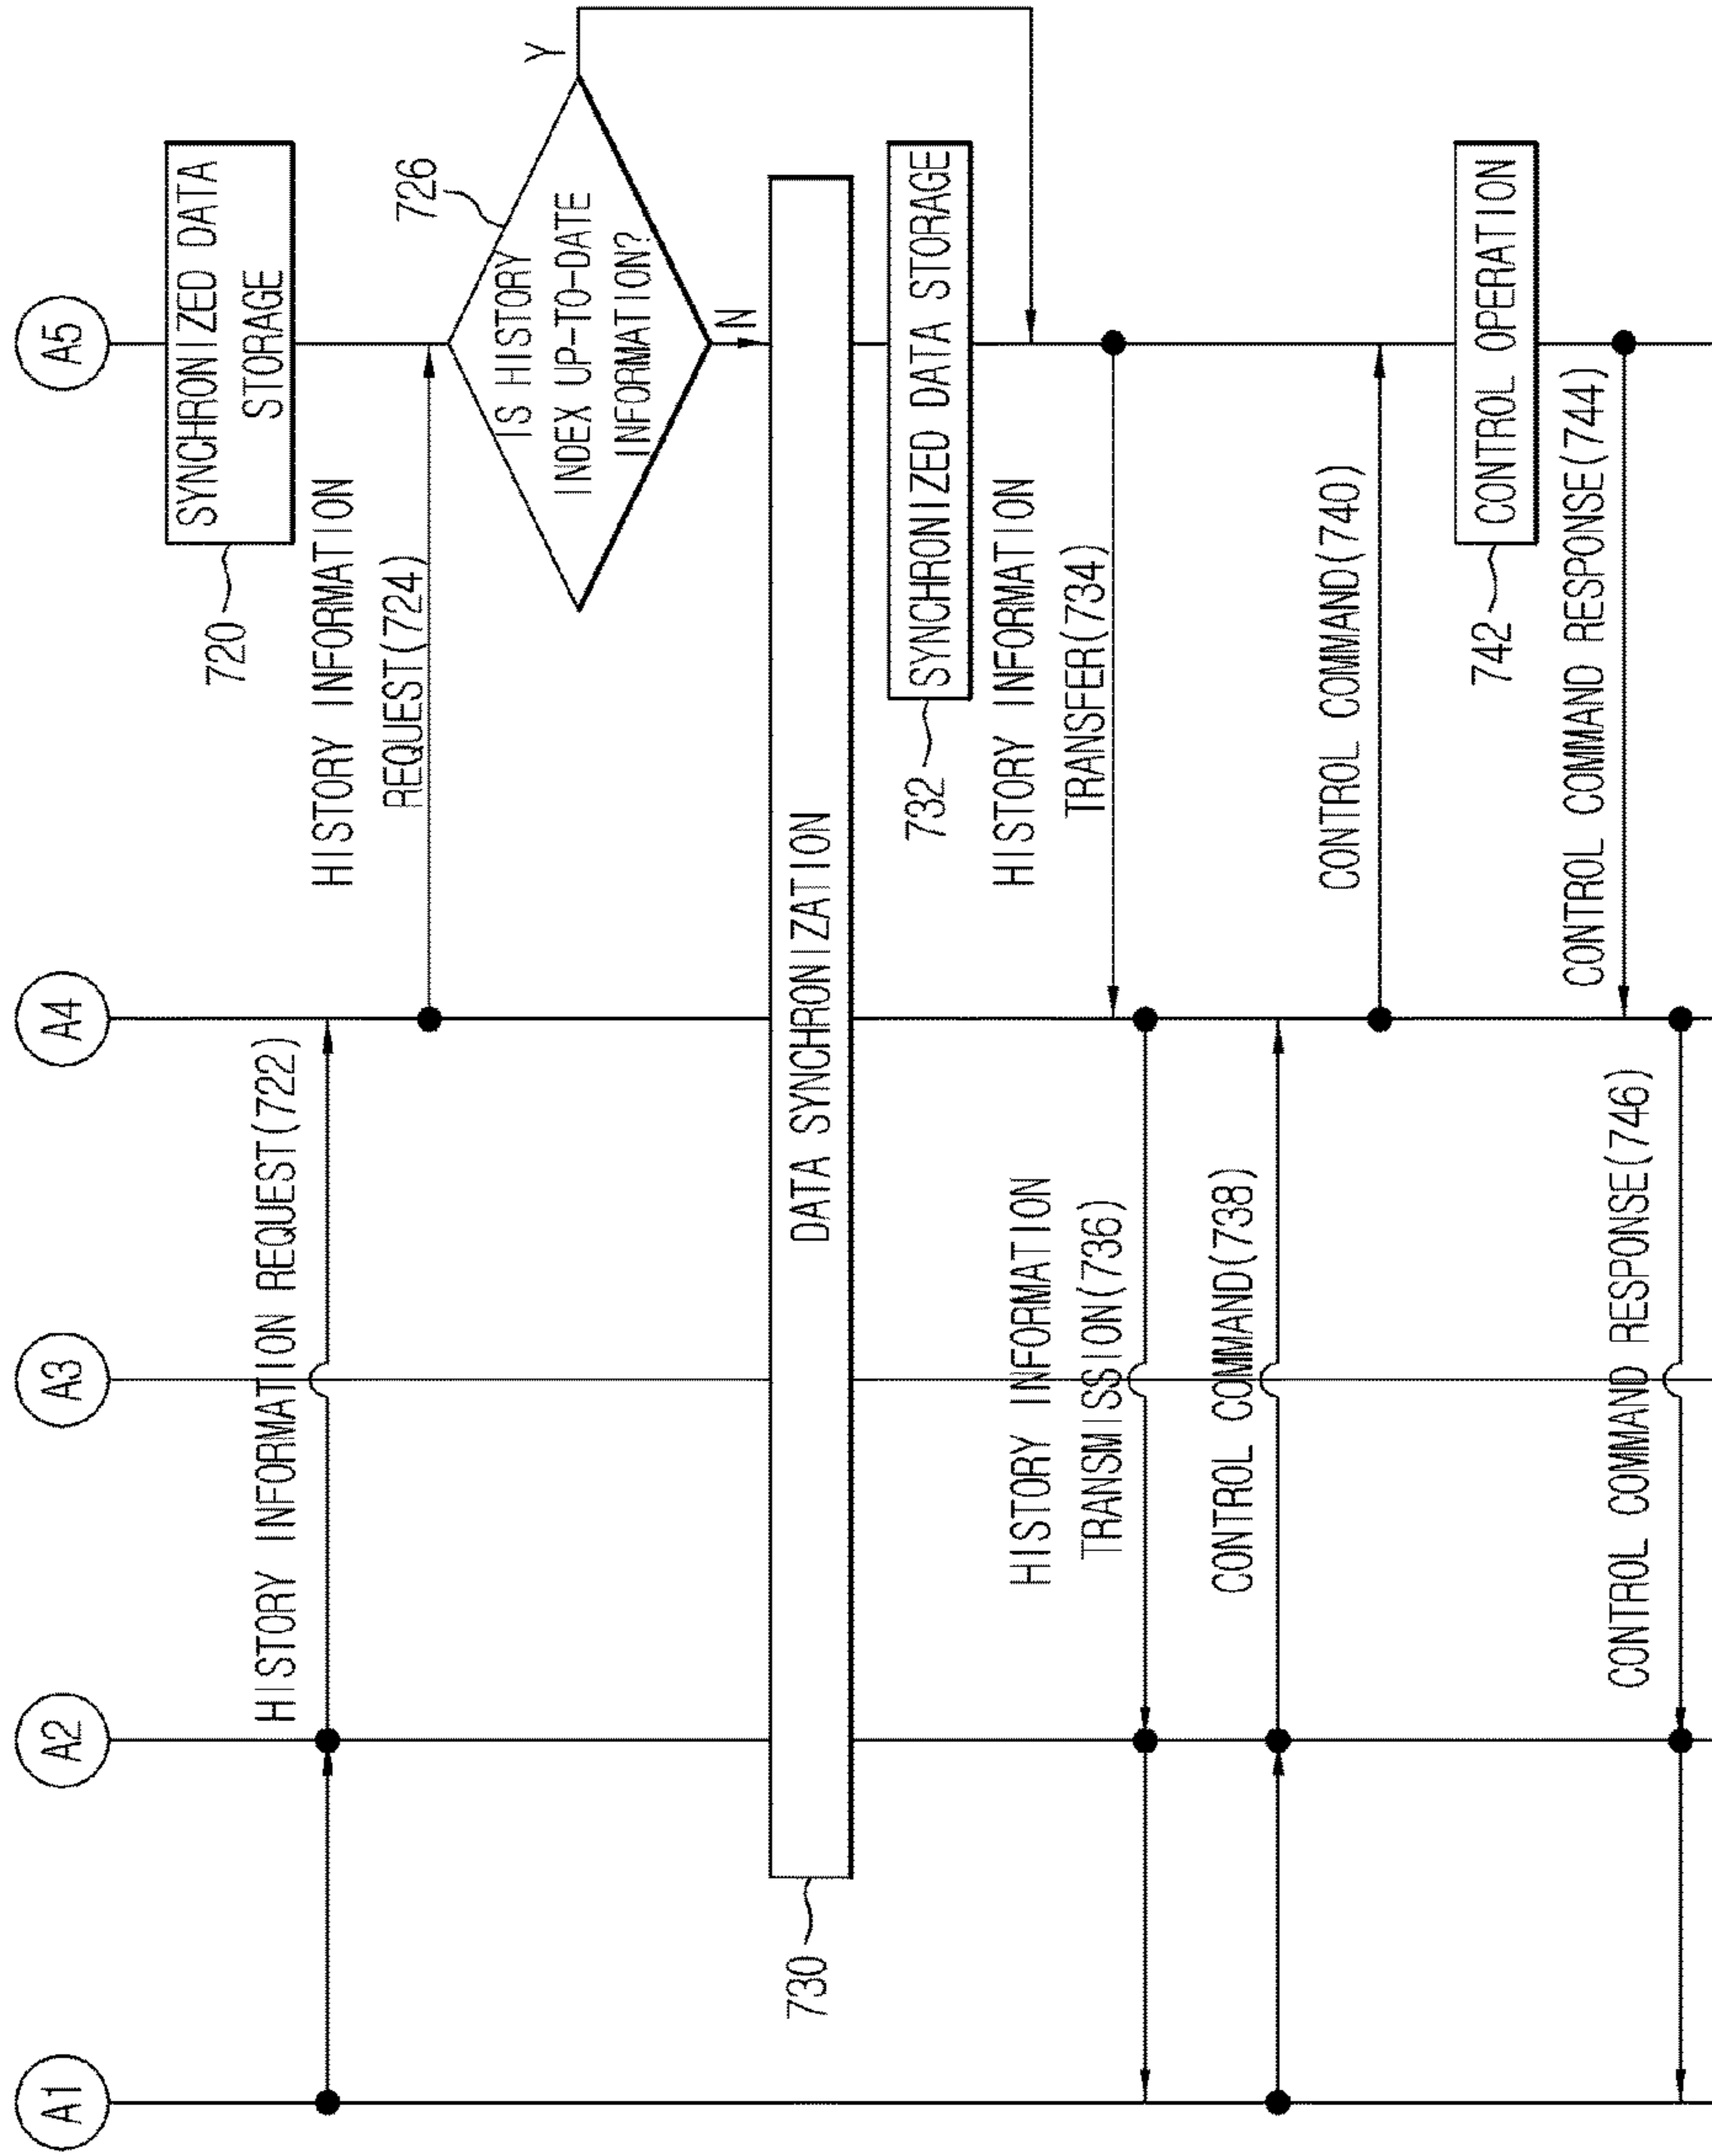 A1
A2
A3
A4
A5
SYNCHRONIZED DATA
STORAGE
720
HISTORY INFORMATION REQUEST(722)
HISTORY INFORMATION
REQUEST(724)
726
IS HISTORY
INDEX UP-TO-DATE
INFORMATION?
Y
N
DATA SYNCHRONIZATION
730
SYNCHRONIZED DATA STORAGE
732
HISTORY INFORMATION
TRANSFER(734)
HISTORY INFORMATION
TRANSMISSION(736)
CONTROL COMMAND(738)
CONTROL COMMAND(740)
CONTROL OPERATION
742
CONTROL COMMAND RESPONSE(744)
CONTROL COMMAND RESPONSE(746)